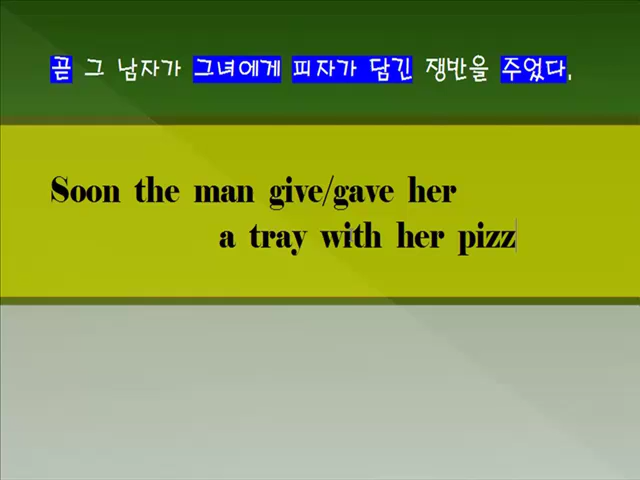 곧 그 남자가 그녀에게 피자가 담긴 쟁반을 주었다.
Soon the man give/gave her
a tray with her pizz